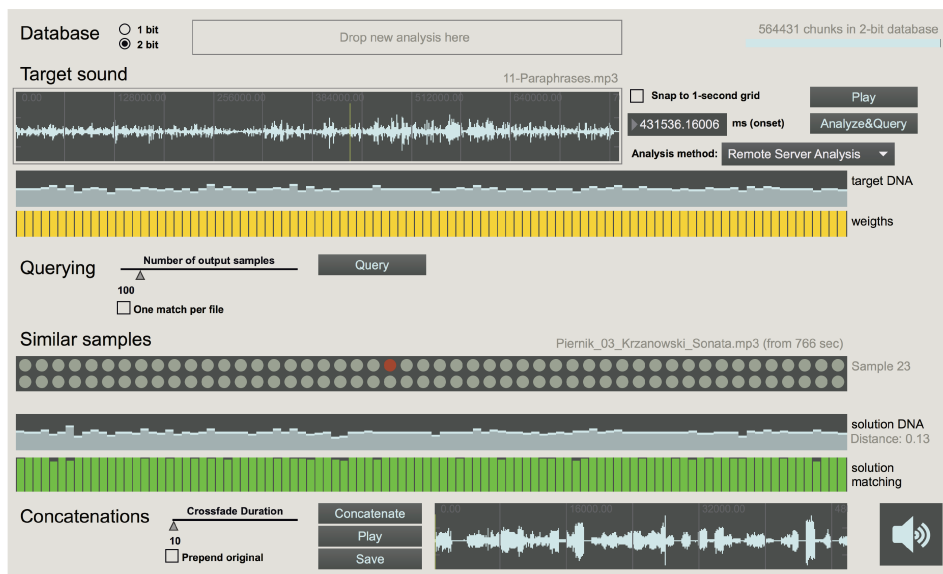 Database
1 bit
2 bit
Drop new analysis here
564431 chunks in 2-bit database
Target sound
11-Paraphrases.mp3
0.00 128000.00 256000.00 384000.00 512000.00 640000.00 7
Snap to 1-second grid
Play
431536.16006 ms (onset)
Analyze&Query
Analysis method: Remote Server Analysis
target DNA
weigths
Querying
Number of output samples
Query
100
One match per file
Similar samples
Piernik_03_Krzanowski_Sonata.mp3 (from 766 sec)
Sample 23
solution DNA
Distance: 0.13
solution
matching
Concatenations
Crossfade Duration
10
Prepend original
Concatenate
Play
Save
0.00 16000.00 32000.00 48